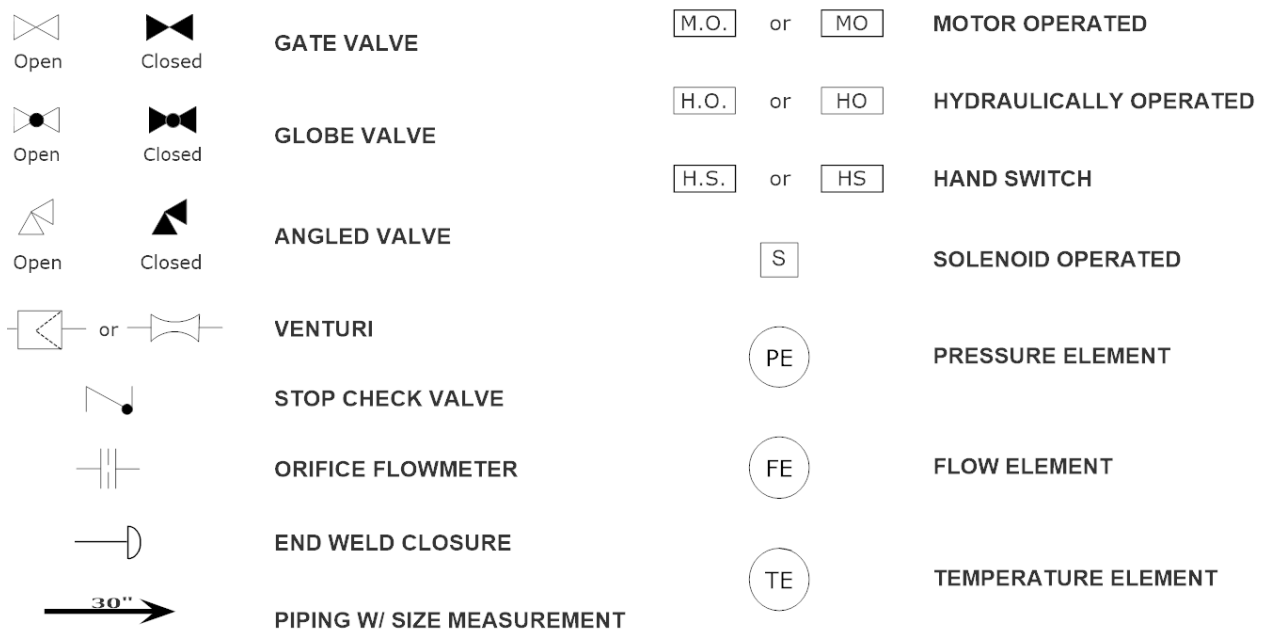 Open
Closed
GATE VALVE
Open
Closed
GLOBE VALVE
Open
Closed
ANGLED VALVE
or
VENTURI
STOP CHECK VALVE
ORIFICE FLOWMETER
END WELD CLOSURE
30"
PIPING W/ SIZE MEASUREMENT
M.O. or MO MOTOR OPERATED
H.O. or HO HYDRAULICALLY OPERATED
H.S. or HS HAND SWITCH
S SOLENOID OPERATED
PE PRESSURE ELEMENT
FE FLOW ELEMENT
TE TEMPERATURE ELEMENT